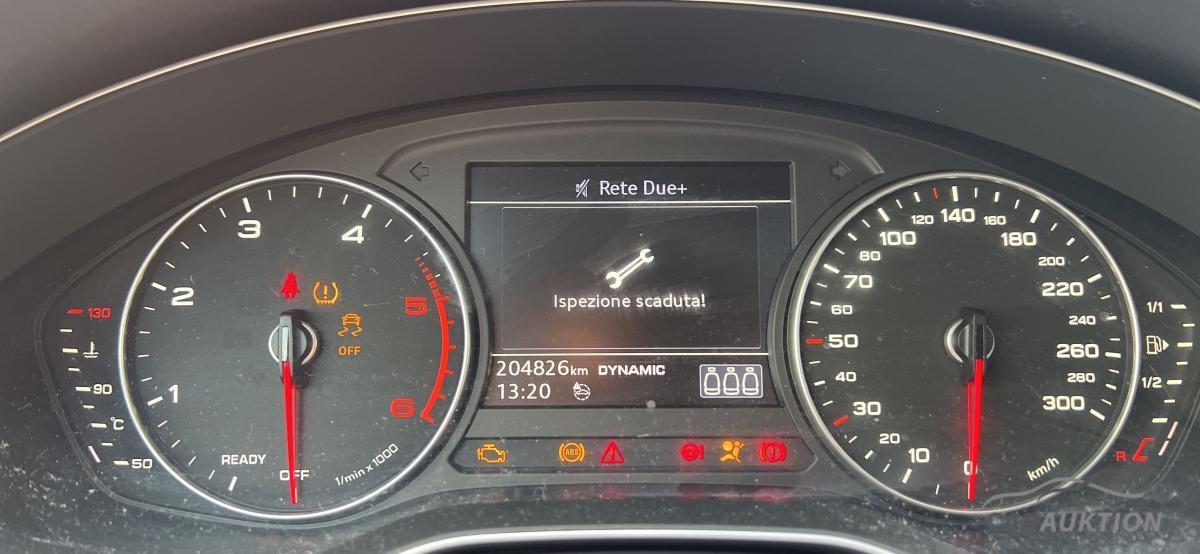 Rete Due+
Ispezione scaduta!
204826km DYNAMIC
13:20
1
2
3
4
5
6
READY
OFF
1/min x 1000
OFF
130
90
°C
50
ABS
0
10
20
30
40
50
60
70
80
100
120
140
160
180
200
220
240
260
280
300
km/h
1/1
1/2
R
AUKTION